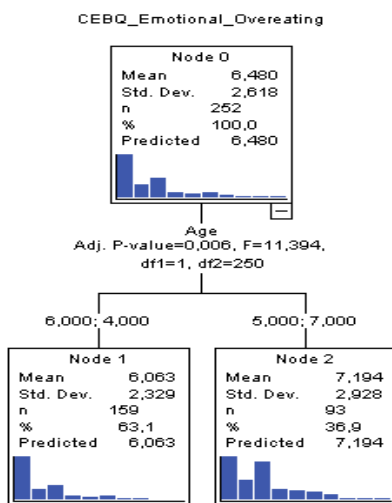 CEBQ_Emotional_Overeating
Node 0
Mean 6,480
Std. Dev. 2,618
n 252
% 100,0
Predicted 6,480
Age
Adj. P-value=0,006, F=11,394,
df1=1, df2=250
6,000; 4,000
5,000; 7,000
Node 1
Mean 6,063
Std. Dev. 2,329
n 159
% 63,1
Predicted 6,063
Node 2
Mean 7,194
Std. Dev. 2,928
n 93
% 36,9
Predicted 7,194